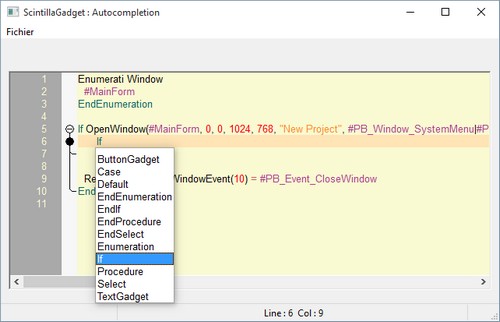 ScintillaGadget : Autocompletion
Fichier
1 Enumerati Window
2 #MainForm
3 EndEnumeration
4
5 If OpenWindow(#MainForm, 0, 0, 1024, 768, "New Project", #PB_Window_SystemMenu|#P
6 If
7
8
9 Re WindowEvent(10) = #PB_Event_CloseWindow
10 End
11
ButtonGadget
Case
Default
EndEnumeration
EndIf
EndProcedure
EndSelect
Enumeration
If
Procedure
Select
TextGadget
Line : 6 Col : 9